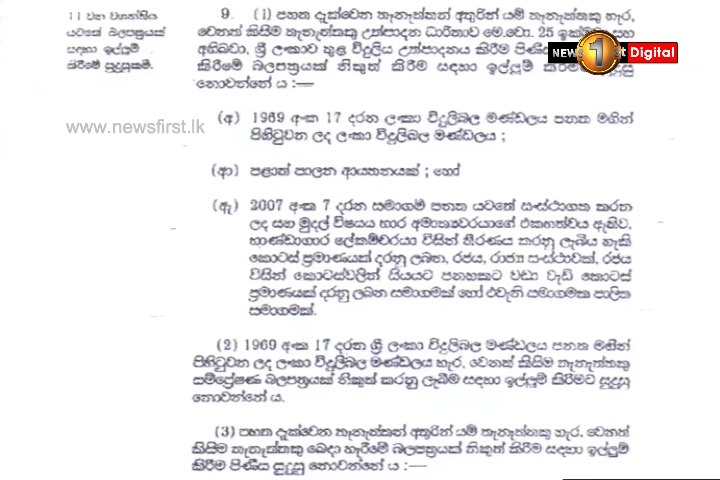 11 වන වගන්තිය
යටතේ බලපත්‍රයක්
සඳහා ඉල්ලුම්
කිරීමේ සුදුසුකම්.
9. (1) පහත දැක්වෙන තැනැත්තන් අතුරින් යම් තැනැත්තකු හැර,
වෙනත් කිසිම තැනැත්තකු උත්පාදන ධාරිතාව මෙ.වො. 25 ඉක්මවන
අභිබවා, ශ්‍රී ලංකාව තුළ විදුලිය උත්පාදනය කිරීම පිණිස
කිරීමේ බලපත්‍රයක් නිකුත් කිරීම සඳහා ඉල්ලුම් කිරීමට සුදුසු
නොවන්නේ ය :—
NEWS 1st Digital
www.newsfirst.lk
(අ) 1969 අංක 17 දරන ලංකා විදුලිබල මණ්ඩලය පනත මගින්
පිහිටුවන ලද ලංකා විදුලිබල මණ්ඩලය ;
(ආ) පළාත් පාලන ආයතනයක් ; හෝ
(ඇ) 2007 අංක 7 දරන සමාගම් පනත යටතේ සංස්ථාගත කරන
ලද සහ මුදල් විෂයය භාර අමාත්‍යවරයාගේ එකඟත්වය ඇතිව,
භාණ්ඩාගාර ලේකම්වරයා විසින් තීරණය කරනු ලැබිය හැකි
කොටස් ප්‍රමාණයක් දරනු ලබන, රජය, රාජ්‍ය සංස්ථාවක්, රජය
විසින් කොටස්වලින් සියයට පනහකට වඩා වැඩි කොටස්
ප්‍රමාණයක් දරනු ලබන සමාගමක් හෝ එවැනි සමාගමක පාලිත
සමාගමක්.
(2) 1969 අංක 17 දරන ශ්‍රී ලංකා විදුලිබල මණ්ඩලය පනත මගින්
පිහිටුවන ලද ලංකා විදුලිබල මණ්ඩලය හැර, වෙනත් කිසිම තැනැත්තකු
සම්ප්‍රේෂණ බලපත්‍රයක් නිකුත් කරනු ලැබීම සඳහා ඉල්ලුම් කිරීමට සුදුසු
නොවන්නේ ය.
(3) පහත දැක්වෙන තැනැත්තන් අතුරින් යම් තැනැත්තකු හැර, වෙනත්
කිසිම තැනැත්තකු බෙදා හැරීමේ බලපත්‍රයක් නිකුත් කිරීම සඳහා ඉල්ලුම්
කිරීම පිණිස සුදුසු නොවන්නේ ය :—